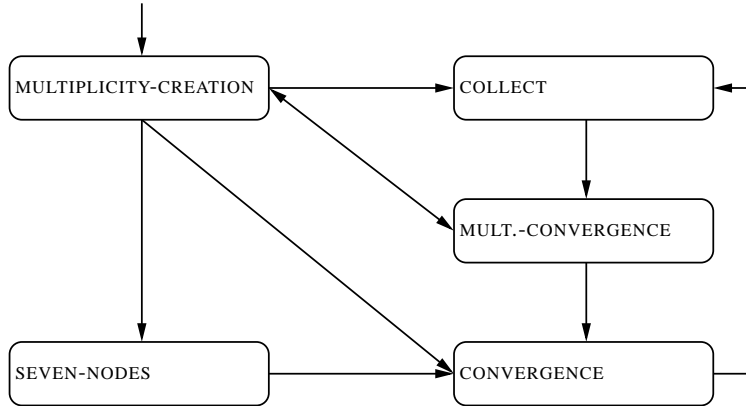 MULTIPLICITY-CREATION
COLLECT
MULT.-CONVERGENCE
SEVEN-NODES
CONVERGENCE